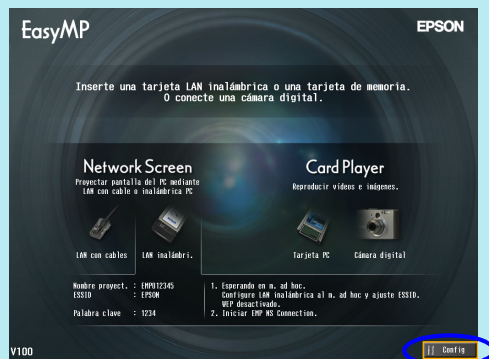 EasyMP
EPSON
Inserte una tarjeta LAN inalámbrica o una tarjeta de memoria.
O conecte una cámara digital.
Network Screen
Proyectar pantalla del PC mediante
LAN con cable o inalámbrica PC
LAN con cables
LAN inalámbri.
Card Player
Reproducir vídeos e imágenes.
Tarjeta PC
Cámara digital
Nombre proyect. : EMP012345
ESSID : EPSON
Palabra clave : 1234
1. Esperando en m. ad hoc.
Configure LAN inalámbrica al m. ad hoc y ajuste ESSID.
WEP desactivado.
2. Iniciar EMP NS Connection.
V100
Config